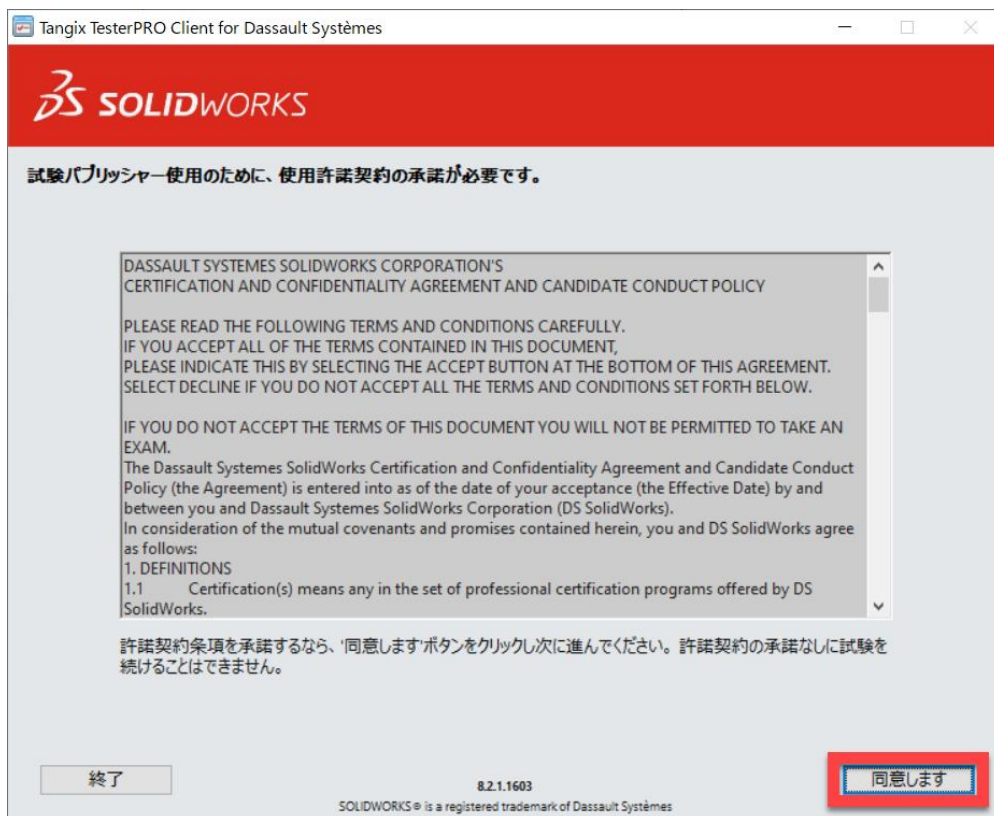 Tangix TesterPRO Client for Dassault Systèmes
SOLIDWORKS
試験パブリッシャー使用のために、使用許諾契約の承諾が必要です。
DASSAULT SYSTEMES SOLIDWORKS CORPORATION'S
CERTIFICATION AND CONFIDENTIALITY AGREEMENT AND CANDIDATE CONDUCT POLICY
PLEASE READ THE FOLLOWING TERMS AND CONDITIONS CAREFULLY.
IF YOU ACCEPT ALL OF THE TERMS CONTAINED IN THIS DOCUMENT,
PLEASE INDICATE THIS BY SELECTING THE ACCEPT BUTTON AT THE BOTTOM OF THIS AGREEMENT.
SELECT DECLINE IF YOU DO NOT ACCEPT ALL THE TERMS AND CONDITIONS SET FORTH BELOW.
IF YOU DO NOT ACCEPT THE TERMS OF THIS DOCUMENT YOU WILL NOT BE PERMITTED TO TAKE AN
EXAM.
The Dassault Systemes SolidWorks Certification and Confidentiality Agreement and Candidate Conduct
Policy (the Agreement) is entered into as of the date of your acceptance (the Effective Date) by and
between you and Dassault Systemes SolidWorks Corporation (DS SolidWorks).
In consideration of the mutual covenants and promises contained herein, you and DS SolidWorks agree
as follows:
1. DEFINITIONS
1.1 Certification(s) means any in the set of professional certification programs offered by DS
SolidWorks.
許諾契約条項を承諾するなら、'同意します'ボタンをクリックし次に進んでください。許諾契約の承諾なしに試験を
続けることはできません。
終了
同意します
8.2.1.1603
SOLIDWORKS® is a registered trademark of Dassault Systèmes